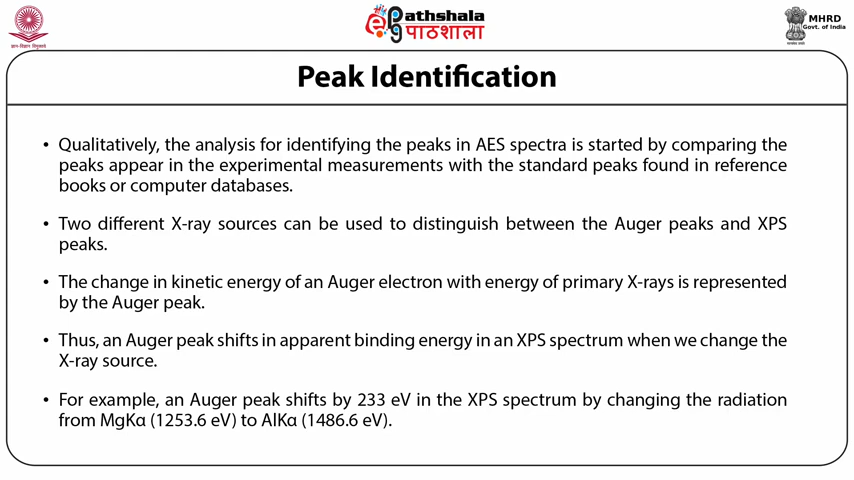 ज्ञान-विज्ञान विमुक्तये
ePathshala
पाठशाला
MHRD
Govt. of India
सत्यमेव जयते
Peak Identification
• Qualitatively, the analysis for identifying the peaks in AES spectra is started by comparing the
peaks appear in the experimental measurements with the standard peaks found in reference
books or computer databases.
• Two different X-ray sources can be used to distinguish between the Auger peaks and XPS
peaks.
• The change in kinetic energy of an Auger electron with energy of primary X-rays is represented
by the Auger peak.
• Thus, an Auger peak shifts in apparent binding energy in an XPS spectrum when we change the
X-ray source.
• For example, an Auger peak shifts by 233 eV in the XPS spectrum by changing the radiation
from MgKα (1253.6 eV) to AlKα (1486.6 eV).